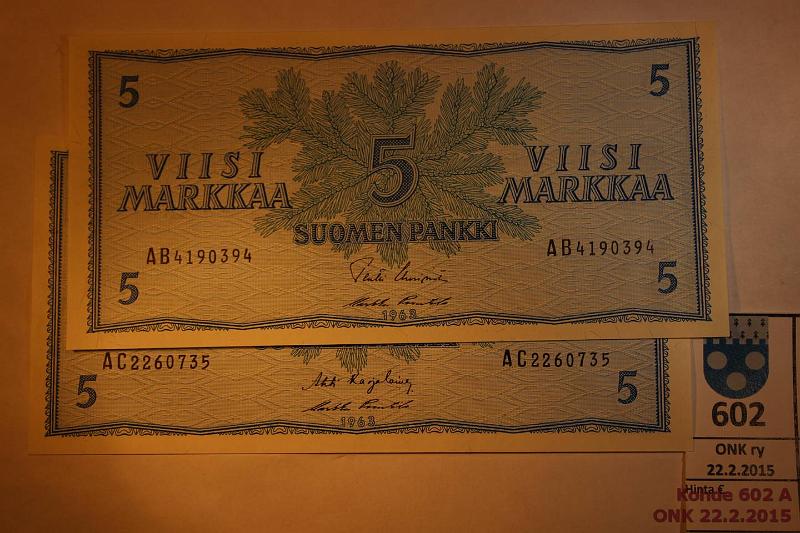 5 5
VIISI MARKKAA
5
VIISI MARKKAA
SUOMEN PANKKI
AB4190394 AB4190394
5 5
1963
AC2260735 AC2260735
5 5
1963
602
ONK ry
22.2.2015
Hinta €
Kohde 602 A
ONK 22.2.2015